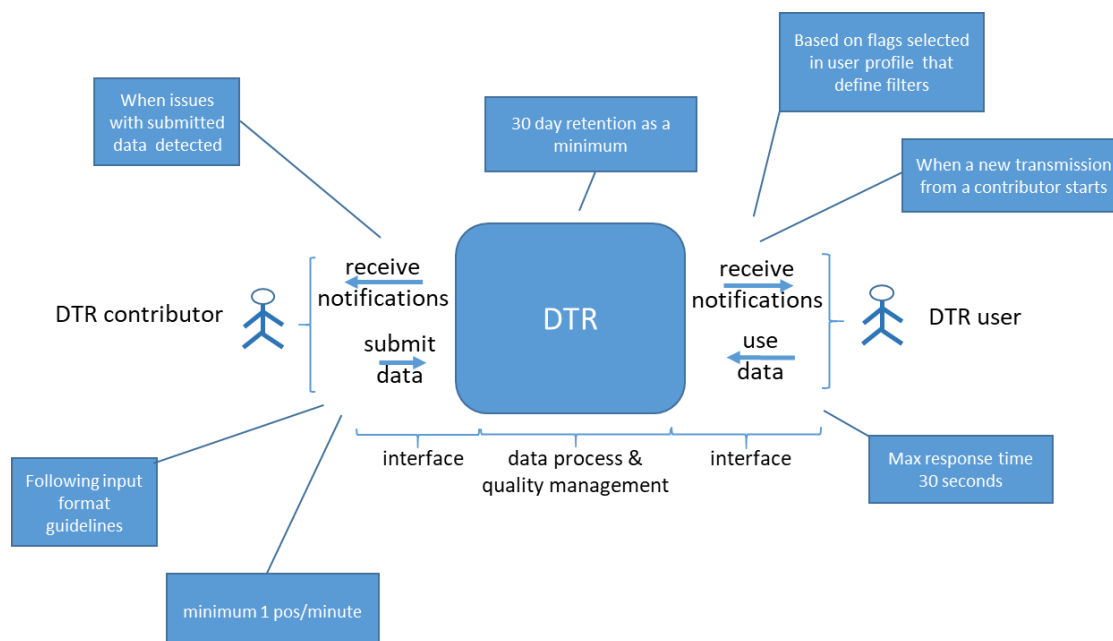 Based on flags selected
in user profile that
define filters
When issues
with submitted
data detected
30 day retention as a
minimum
When a new transmission
from a contributor starts
receive
notifications
receive
notifications
DTR contributor
DTR
DTR user
submit
data
use
data
interface
data process &
quality management
interface
Following input
format
guidelines
Max response time
30 seconds
minimum 1 pos/minute